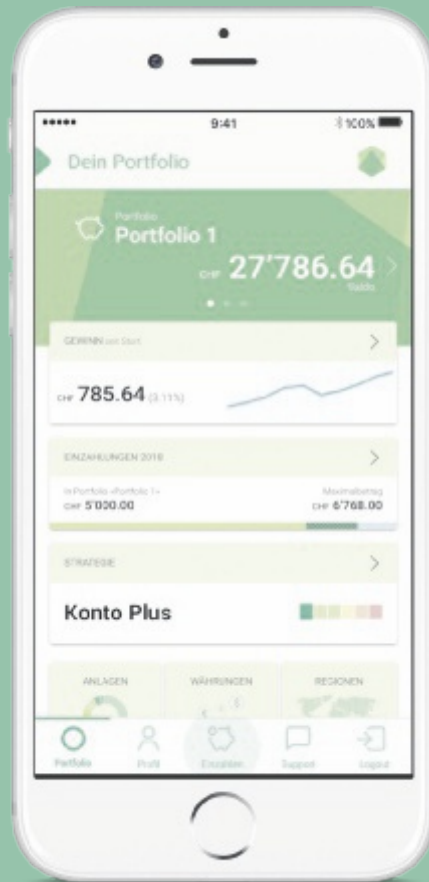 9:41
100%
Dein Portfolio
Portfolio
Portfolio 1
CHF 27'786.64
Saldo
GEWINN seit Start
CHF 785.64 (3.11%)
EINZAHLUNGEN 2018
In Portfolio «Portfolio 1»
Maximalbetrag
CHF 5'000.00
CHF 6'768.00
STRATEGIE
Konto Plus
ANLAGEN
WÄHRUNGEN
REGIONEN
Portfolio
Profil
Einzahlen
Support
Logout